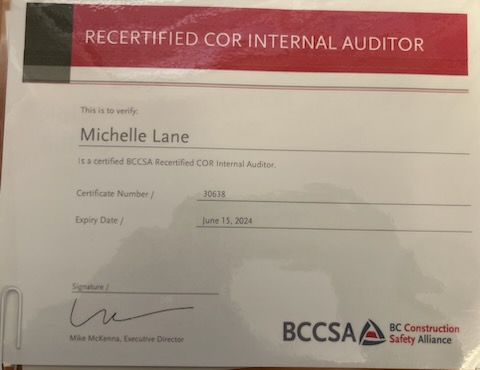 RECERTIFIED COR INTERNAL AUDITOR
This is to verify:
Michelle Lane
is a certified BCCSA Recertified COR Internal Auditor.
Certificate Number / 30638
Expiry Date / June 15, 2024
Signature /
Mike McKenna, Executive Director
BCCSA BC Construction
Safety Alliance